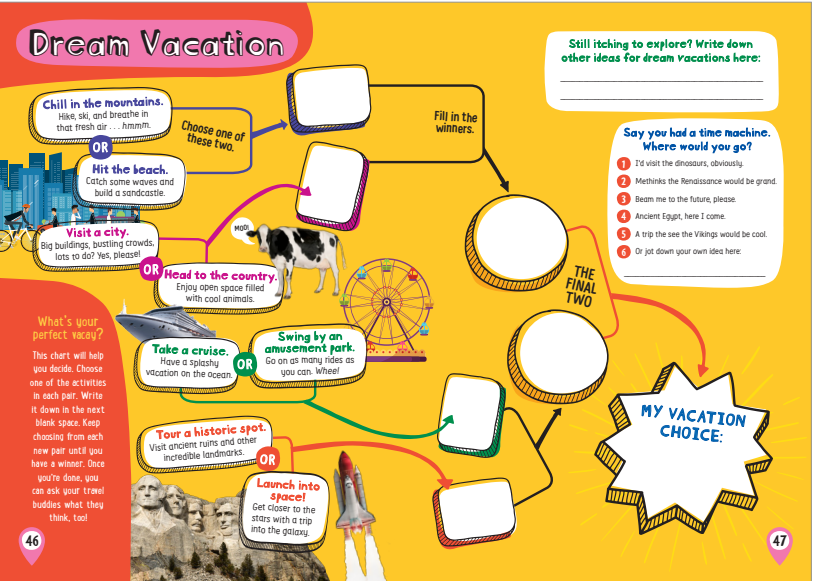 Dream Vacation
Chill in the mountains.
Hike, ski, and breathe in
that fresh air . . . hmmm.
OR
Hit the beach.
Catch some waves and
build a sandcastle.
Choose one of
these two.
Visit a city.
Big buildings, bustling crowds,
lots to do? Yes, please!
OR
Head to the country.
Enjoy open space filled
with cool animals.
MOO!
Take a cruise.
Have a splashy
vacation on the ocean.
OR
Swing by an
amusement park.
Go on as many rides as
you can. Whee!
Tour a historic spot.
Visit ancient ruins and other
incredible landmarks.
OR
Launch into
space!
Get closer to the
stars with a trip
into the galaxy.
What's your
perfect vacay?
This chart will help
you decide. Choose
one of the activities
in each pair. Write
it down in the next
blank space. Keep
choosing from each
new pair until you
have a winner. Once
you're done, you
can ask your travel
buddies what they
think, too!
46
Fill in the
winners.
THE
FINAL
TWO
MY VACATION
CHOICE:
Still itching to explore? Write down
other ideas for dream vacations here:
Say you had a time machine.
Where would you go?
1 I'd visit the dinosaurs, obviously.
2 Methinks the Renaissance would be grand.
3 Beam me to the future, please.
4 Ancient Egypt, here I come.
5 A trip the see the Vikings would be cool.
6 Or jot down your own idea here:
47